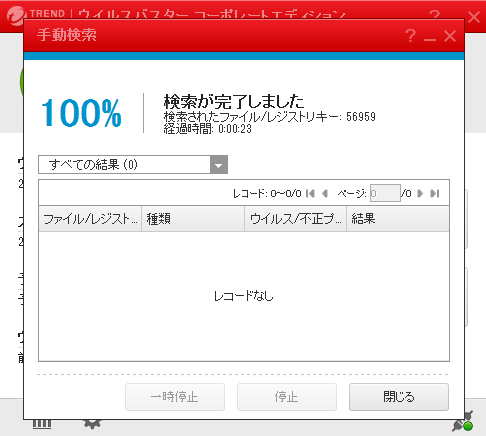 TREND ウイルスバスター コーポレートエディション
手動検索
100%
検索が完了しました
検索されたファイル/レジストリキー: 56959
経過時間: 0:00:23
すべての結果 (0)
レコード: 0~0/0 ページ: 0 /0
ファイル/レジスト... 種類 ウイルス/不正プ... 結果
レコードなし
一時停止 停止 閉じる